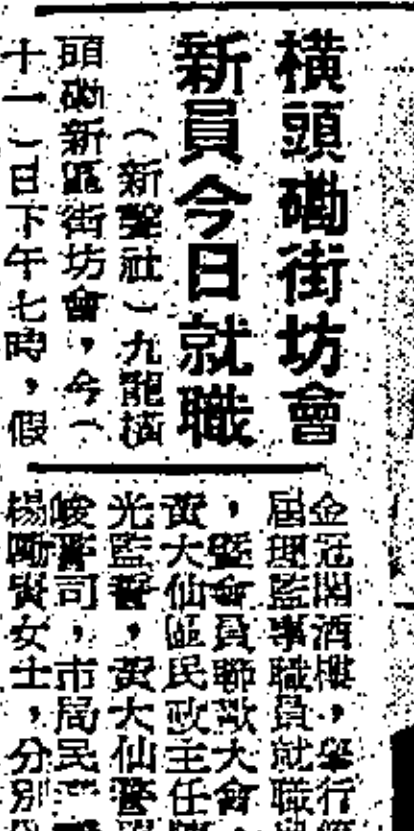 橫頭磡街坊會
新員今日就職
（新聲社）九龍橫
頭磡新區街坊會，今（
十一）日下午七時，假
金冠閣酒樓，舉行
屆理監事職員就職
，暨會員聯歡大會
黃大仙區民政主任
光監誓，黃大仙警
峻警司，市局民
楊勵賢女士，分別